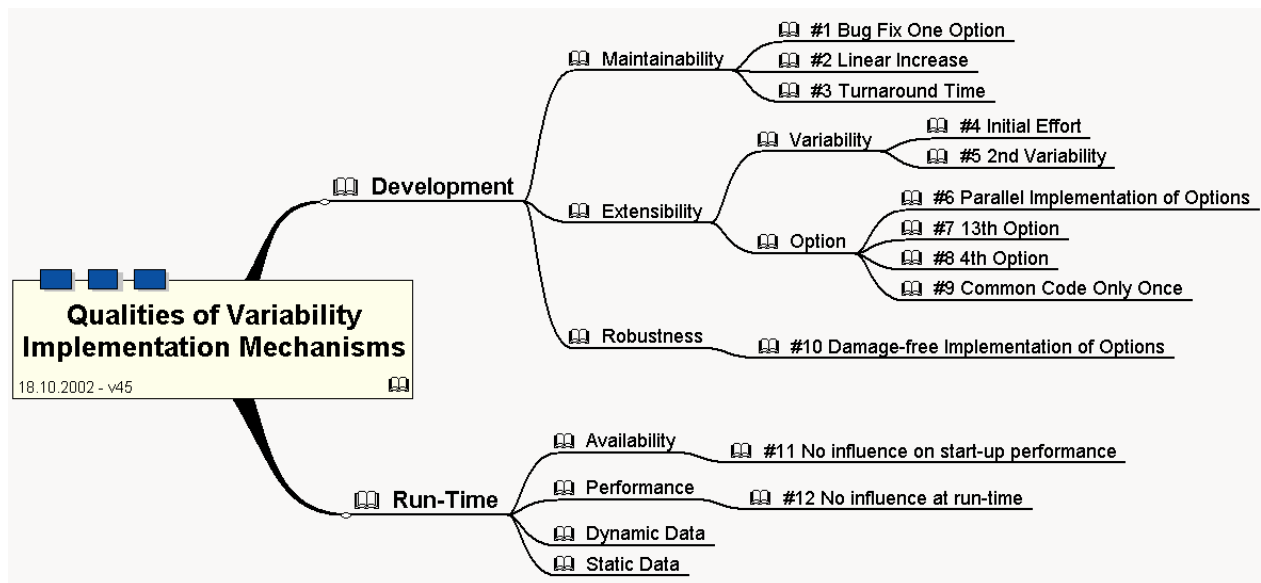 Qualities of Variability
Implementation Mechanisms
18.10.2002 - v45
Development
Maintainability
#1 Bug Fix One Option
#2 Linear Increase
#3 Turnaround Time
Extensibility
Variability
#4 Initial Effort
#5 2nd Variability
Option
#6 Parallel Implementation of Options
#7 13th Option
#8 4th Option
#9 Common Code Only Once
Robustness
#10 Damage-free Implementation of Options
Run-Time
Availability
#11 No influence on start-up performance
Performance
#12 No influence at run-time
Dynamic Data
Static Data